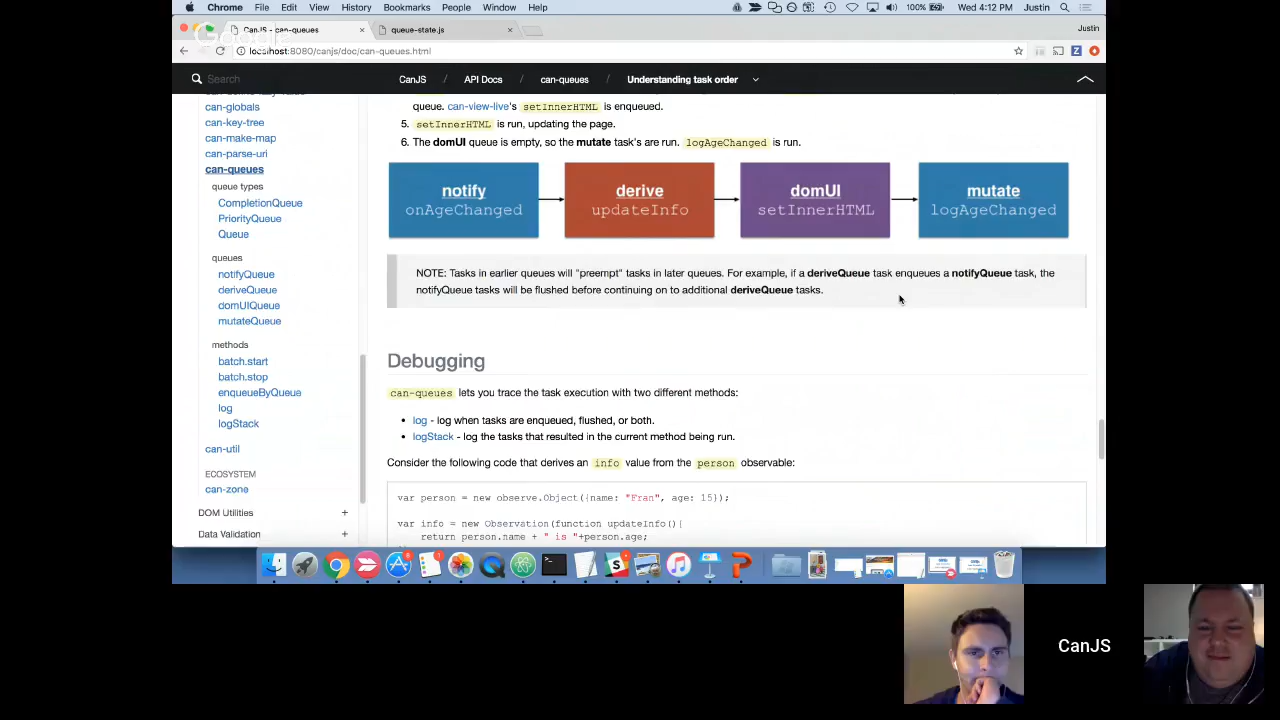 Chrome File Edit View History Bookmarks People Window Help 100% Wed 4:12 PM Justin
CanJS - can-queues queue-state.js Justin
Google
localhost:8080/canjs/doc/can-queues.html
Search CanJS / API Docs / can-queues / Understanding task order
can-globals
can-key-tree
can-make-map
can-parse-uri
can-queues
queue types
CompletionQueue
PriorityQueue
Queue
queues
notifyQueue
deriveQueue
domUIQueue
mutateQueue
methods
batch.start
batch.stop
enqueueByQueue
log
logStack
can-util
ECOSYSTEM
can-zone
DOM Utilities +
Data Validation +
queue. can-view-live's setInnerHTML is enqueued.
5. setInnerHTML is run, updating the page.
6. The domUI queue is empty, so the mutate task's are run. logAgeChanged is run.
notify derive domUI mutate
onAgeChanged updateInfo setInnerHTML logAgeChanged
NOTE: Tasks in earlier queues will "preempt" tasks in later queues. For example, if a deriveQueue task enqueues a notifyQueue task, the
notifyQueue tasks will be flushed before continuing on to additional deriveQueue tasks.
Debugging
can-queues lets you trace the task execution with two different methods:
• log - log when tasks are enqueued, flushed, or both.
• logStack - log the tasks that resulted in the current method being run.
Consider the following code that derives an info value from the person observable:
var person = new observe.Object({name: "Fran", age: 15});
var info = new Observation(function updateInfo(){
return person.name + " is "+person.age;
CanJS